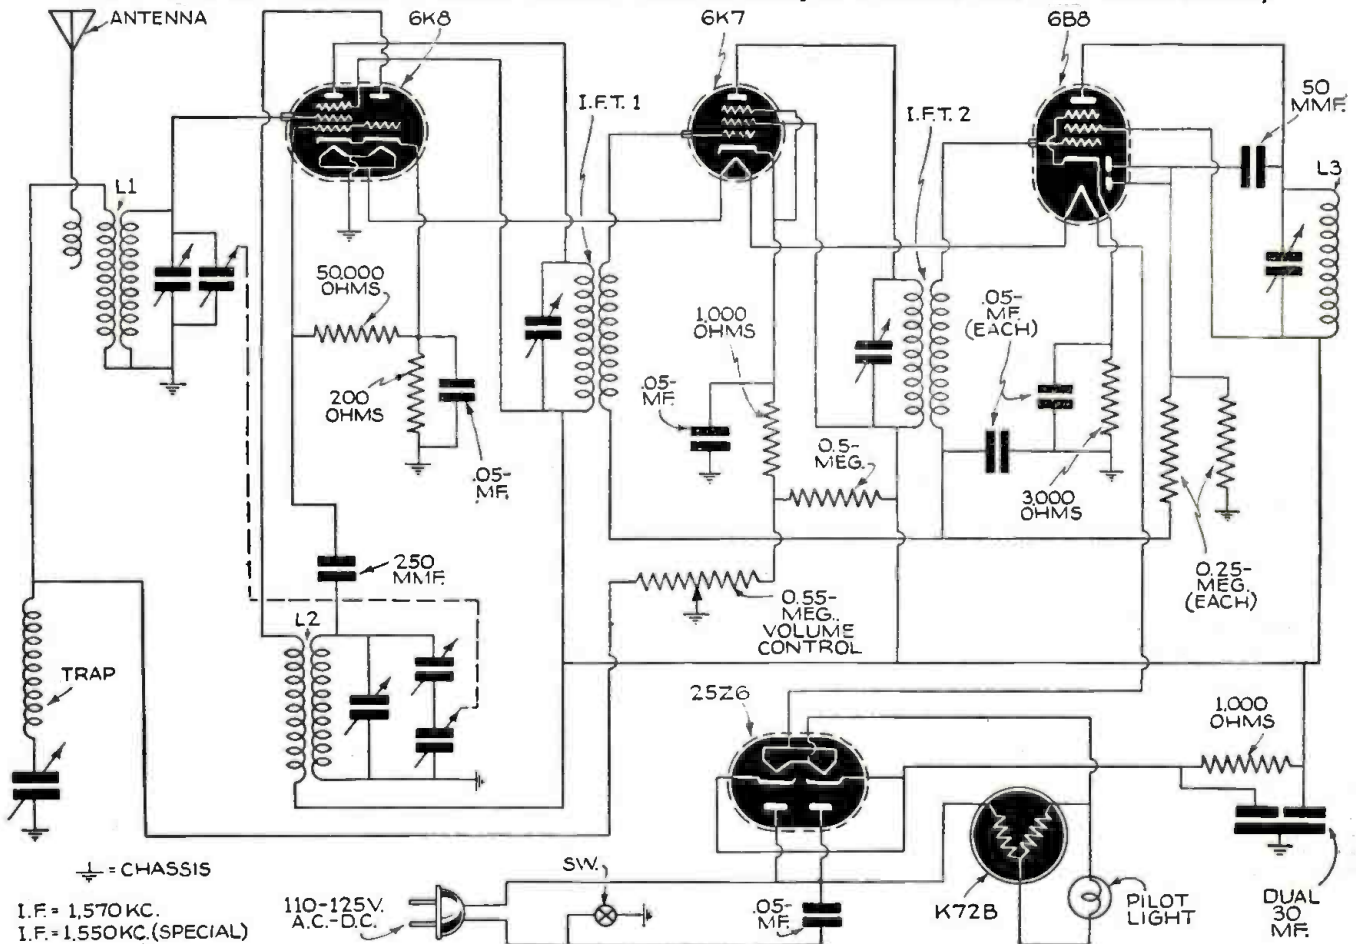 ANTENNA
6K8
6K7
6B8
I.F.T. 1
I.F.T. 2
50
MMF.
L1
L3
50,000
OHMS
1,000
OHMS
.05-
MF.
(EACH)
200
OHMS
.05-
MF.
.05-
MF.
0.5-
MEG.
3,000
OHMS
250
MMF.
0.25-
MEG.
(EACH)
0.55-
MEG.
VOLUME
CONTROL
L2
TRAP
25Z6
1,000
OHMS
= CHASSIS
I.F. = 1,570 KC.
I.F. = 1,550 KC. (SPECIAL)
110-125V.
A.C.-D.C.
SW.
.05-
MF.
K72B
PILOT
LIGHT
DUAL
30
MF.